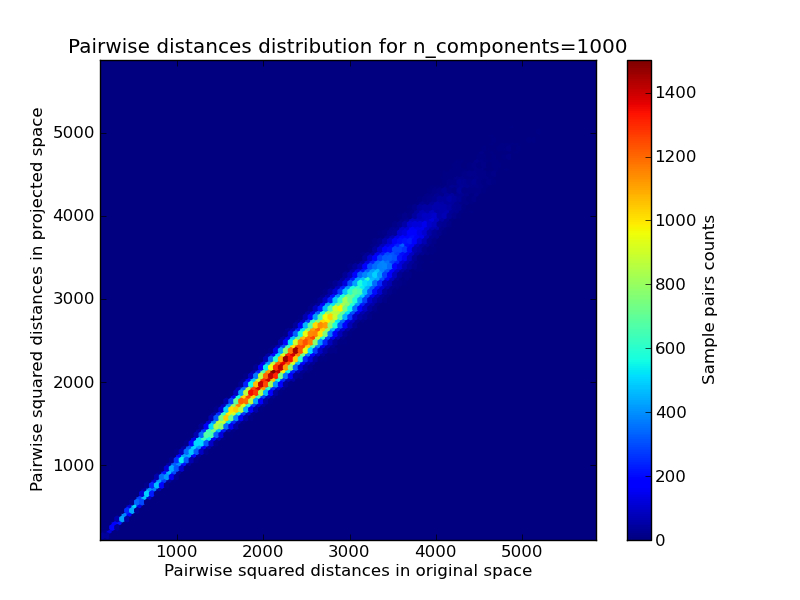 Pairwise distances distribution for n_components=1000
Pairwise squared distances in projected space
5000
4000
3000
2000
1000
1000 2000 3000 4000 5000
Pairwise squared distances in original space
1400
1200
1000
800
600
400
200
0
Sample pairs counts